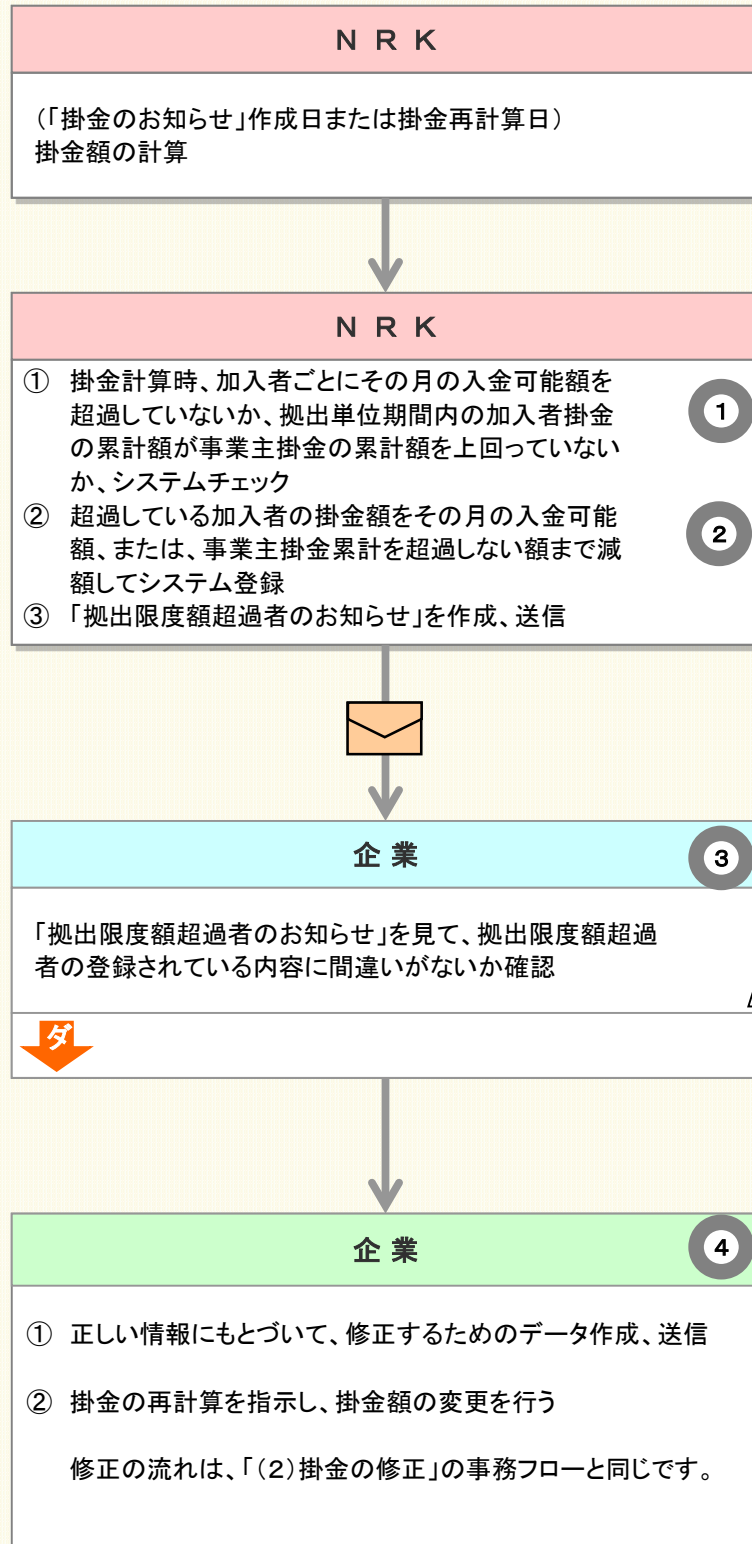 ＮＲＫ
（「掛金のお知らせ」作成日または掛金再計算日）
掛金額の計算
ＮＲＫ
① 掛金計算時、加入者ごとにその月の入金可能額を
超過していないか、拠出単位期間内の加入者掛金
の累計額が事業主掛金の累計額を上回っていない
か、システムチェック
1
② 超過している加入者の掛金額をその月の入金可能
額、または、事業主掛金累計を超過しない額まで減
額してシステム登録
2
③ 「拠出限度額超過者のお知らせ」を作成、送信
企業
3
「拠出限度額超過者のお知らせ」を見て、拠出限度額超過
者の登録されている内容に間違いがないか確認
ダ
企業
4
① 正しい情報にもとづいて、修正するためのデータ作成、送信
② 掛金の再計算を指示し、掛金額の変更を行う
修正の流れは、「（２）掛金の修正」の事務フローと同じです。